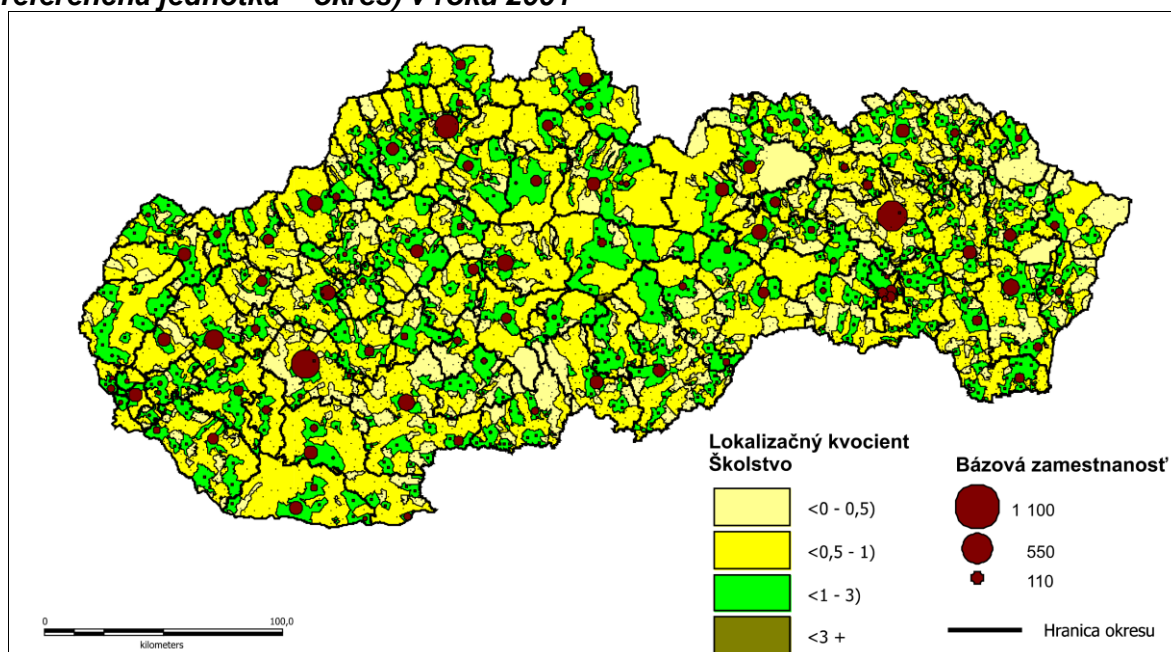 referenčná jednotka – okres) v roku 2001
Lokalizačný kvocient
Školstvo
<0 - 0,5)
<0,5 - 1)
<1 - 3)
<3 +
Bázová zamestnanosť
1 100
550
110
Hranica okresu
0 100,0
kilometers